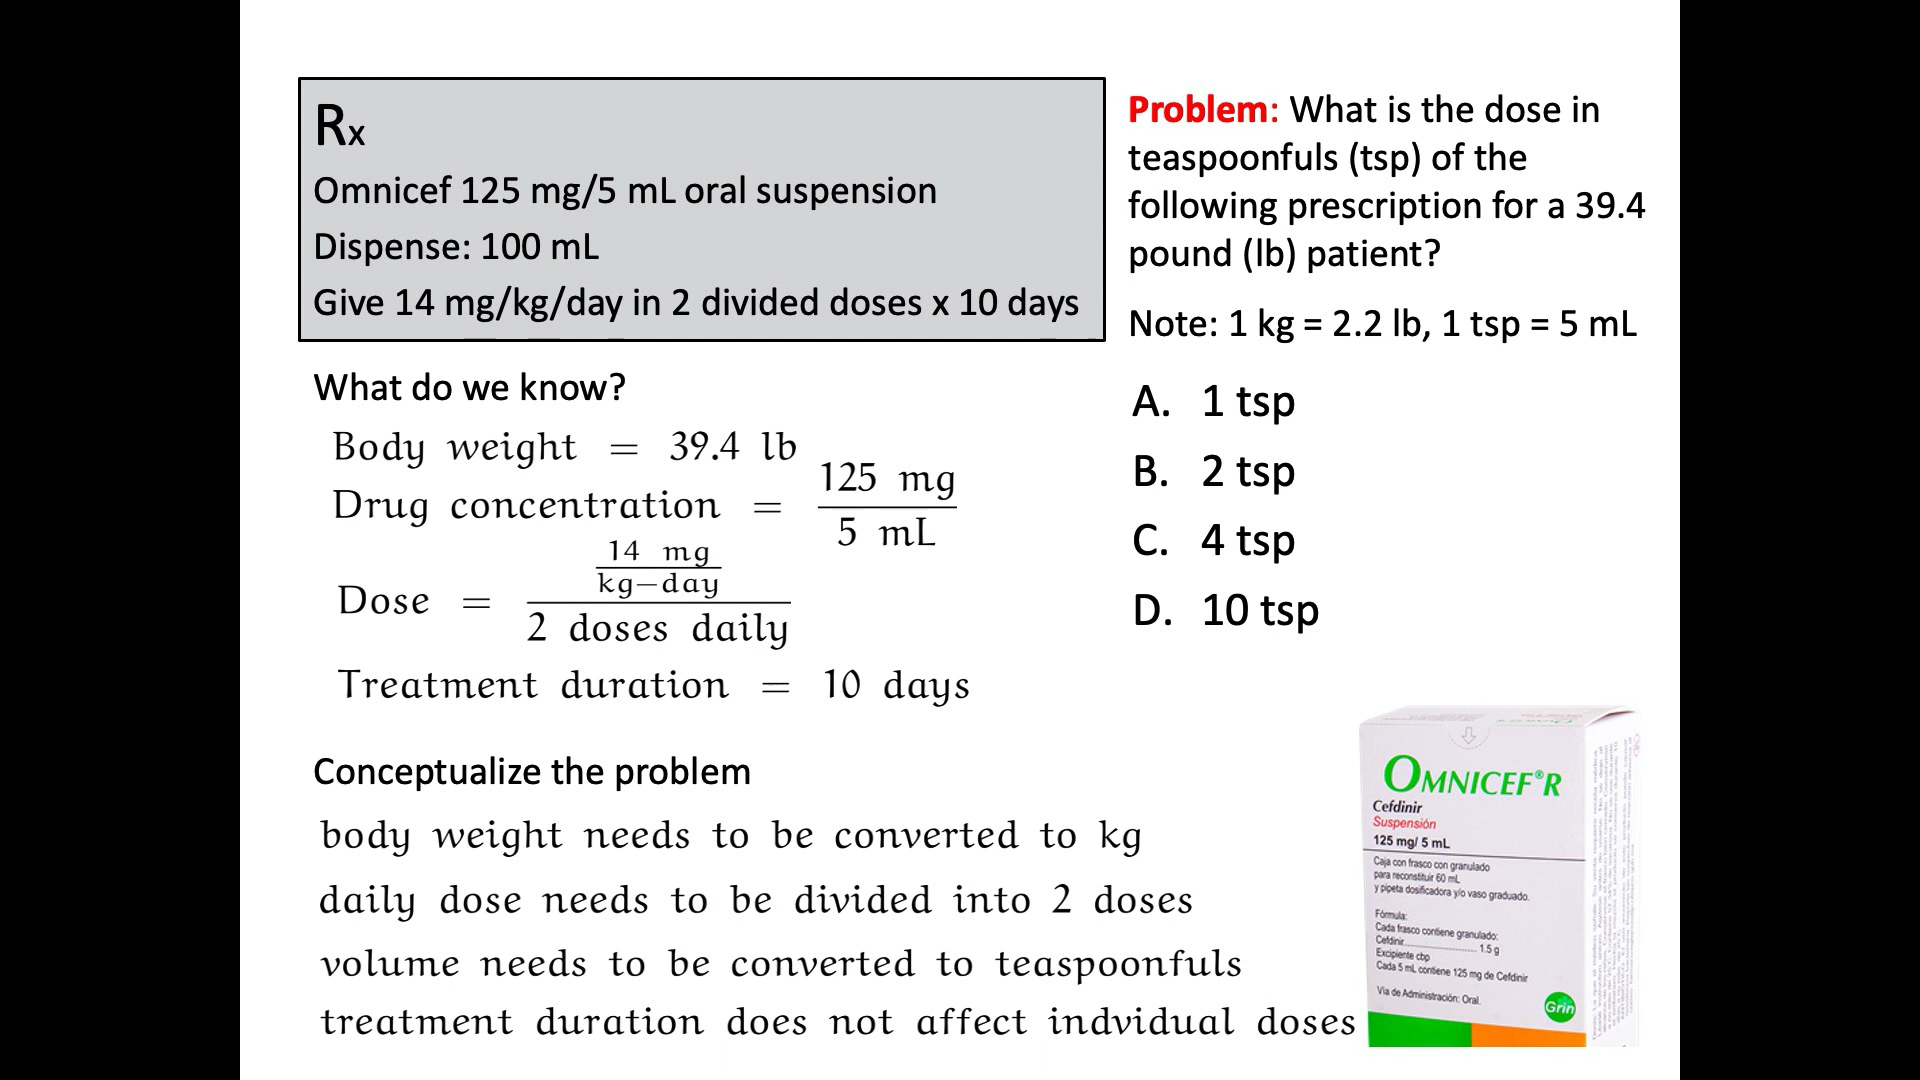 Rx
Omnicef 125 mg/5 mL oral suspension
Dispense: 100 mL
Give 14 mg/kg/day in 2 divided doses x 10 days
Problem: What is the dose in
teaspoonfuls (tsp) of the
following prescription for a 39.4
pound (lb) patient?
Note: 1 kg = 2.2 lb, 1 tsp = 5 mL
A. 1 tsp
B. 2 tsp
C. 4 tsp
D. 10 tsp
What do we know?
Body weight = 39.4 lb
Drug concentration = 125 mg / 5 mL
Dose = 14 mg / kg–day / 2 doses daily
Treatment duration = 10 days
Conceptualize the problem
body weight needs to be converted to kg
daily dose needs to be divided into 2 doses
volume needs to be converted to teaspoonfuls
treatment duration does not affect indvidual doses
OMNICEF®R
Cefdinir
Suspensión
125 mg/ 5 mL
Caja con frasco con granulado
para reconstituir 60 mL
y pipeta dosificadora y/o vaso graduado.
Fórmula:
Cada frasco contiene granulado:
Cefdinir 1.5 g
Excipiente cbp
Cada 5 mL contiene 125 mg de Cefdinir
Via de Administración: Oral.
Grin